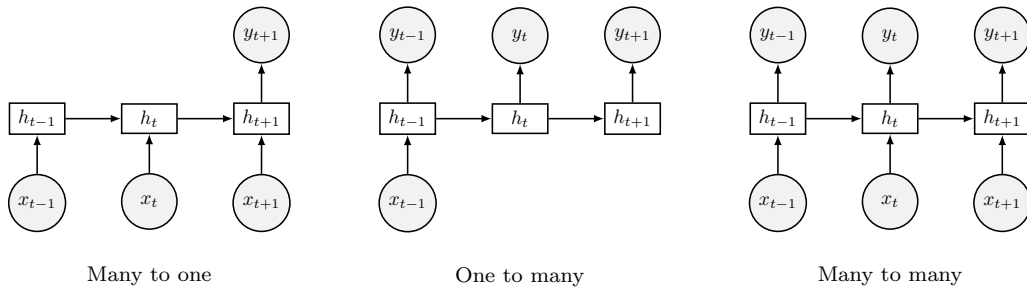 y_{t+1} y_{t−1} y_t y_{t+1} y_{t−1} y_t y_{t+1}
h_{t−1} h_t h_{t+1} h_{t−1} h_t h_{t+1} h_{t−1} h_t h_{t+1}
x_{t−1} x_t x_{t+1} x_{t−1} x_{t−1} x_t x_{t+1}
Many to one One to many Many to many